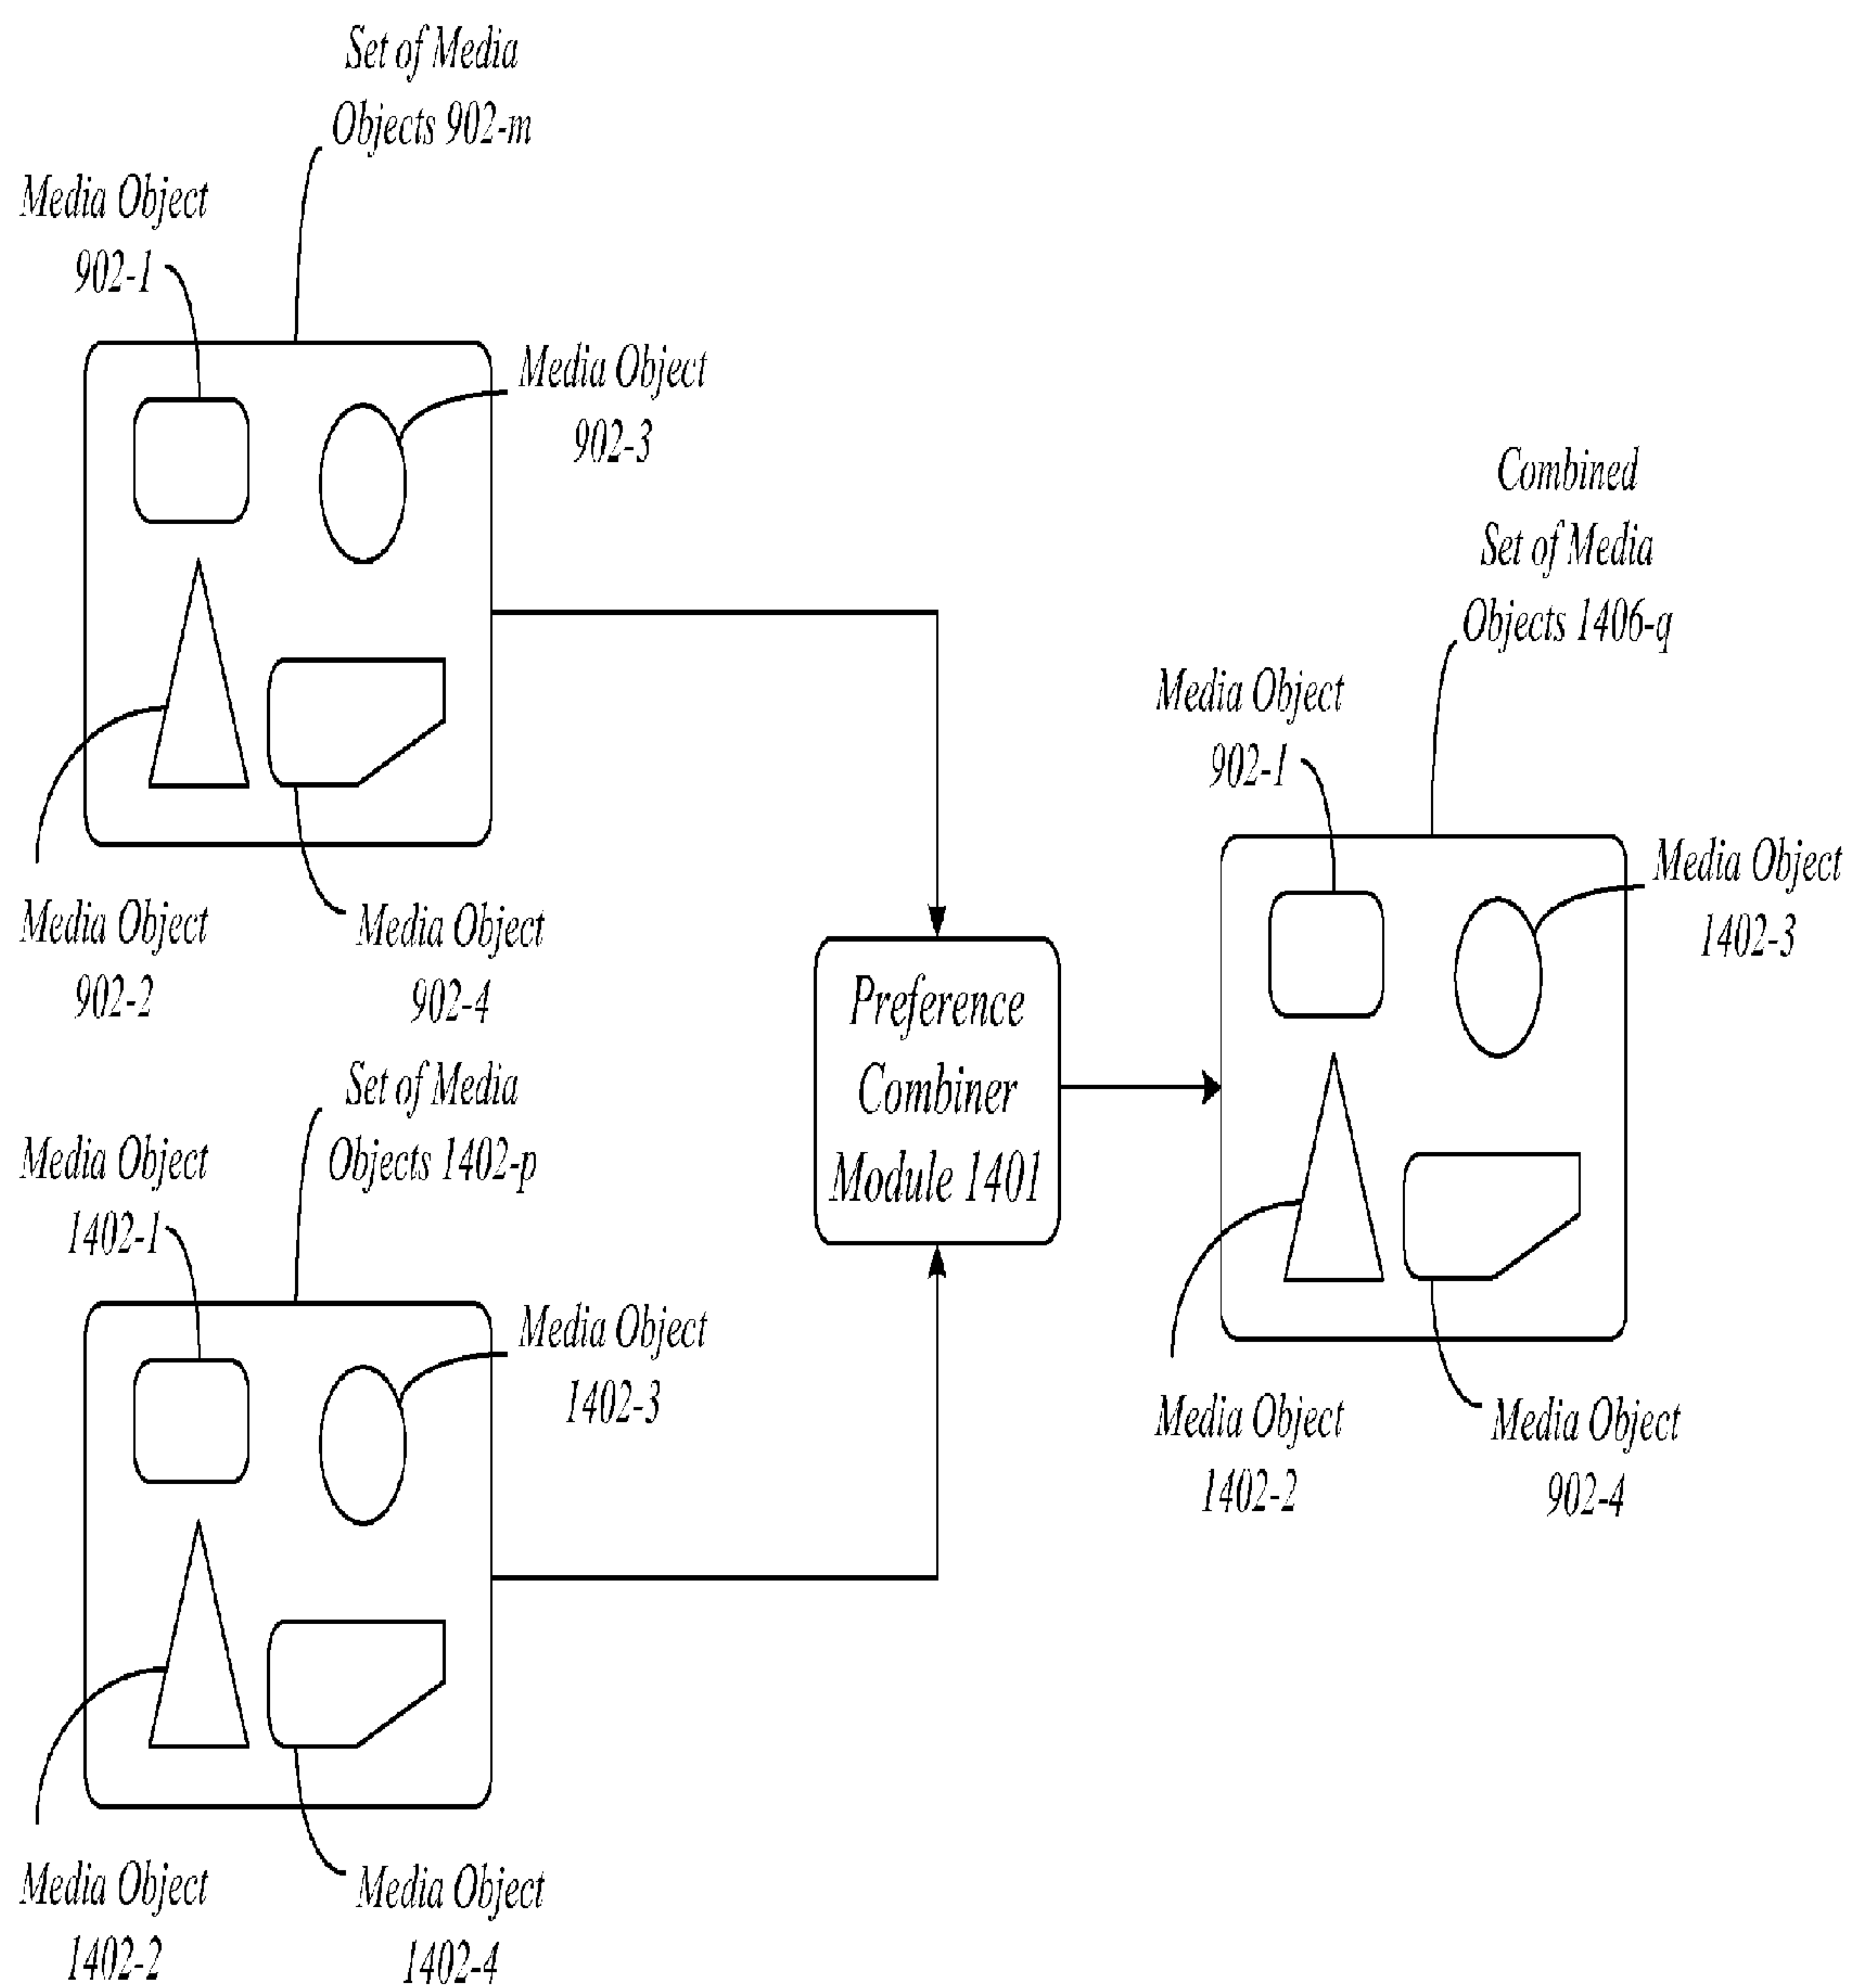 Set of Media
Objects 902-m
Media Object
902-1
Media Object
902-3
Media Object
902-2
Media Object
902-4
Set of Media
Objects 1402-p
Media Object
1402-1
Media Object
1402-3
Media Object
1402-2
Media Object
1402-4
Preference
Combiner
Module 1401
Combined
Set of Media
Objects 1406-q
Media Object
902-1
Media Object
1402-3
Media Object
1402-2
Media Object
902-4